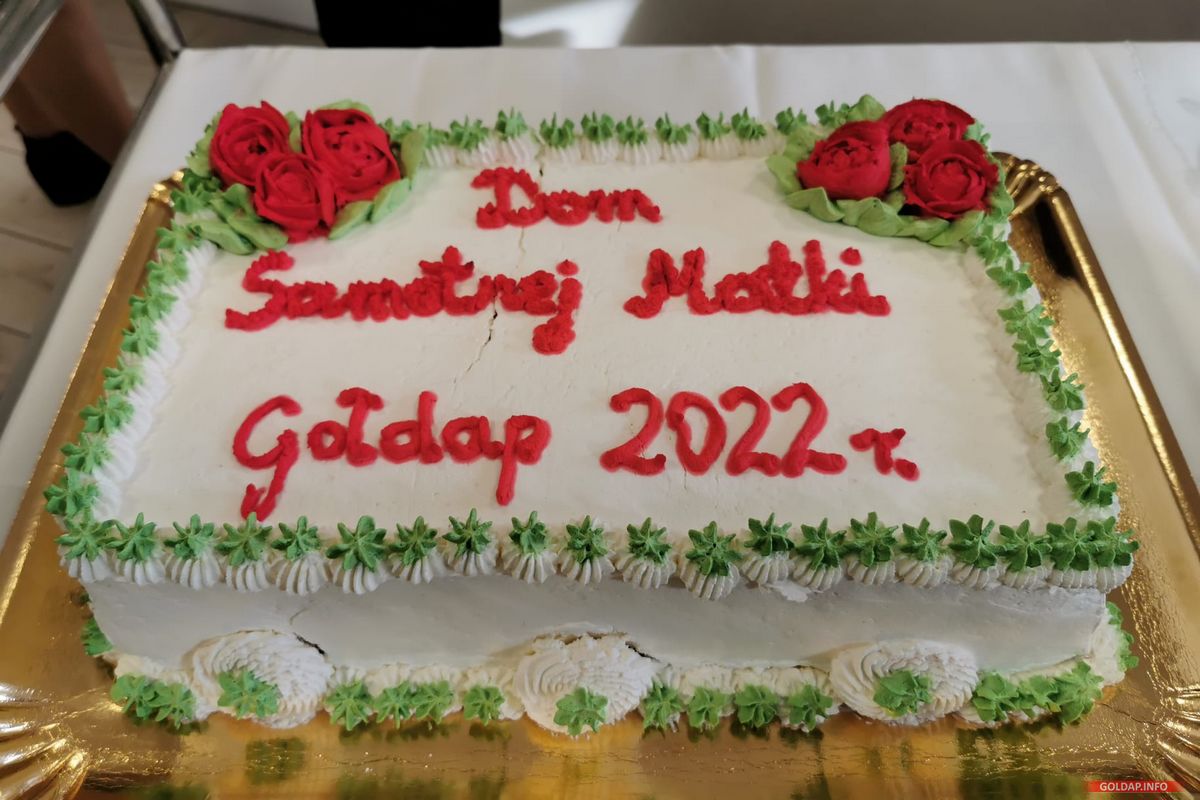 Dom
Samotnej Matki
Gołdap 2022 r.
GOLDAP.INFO